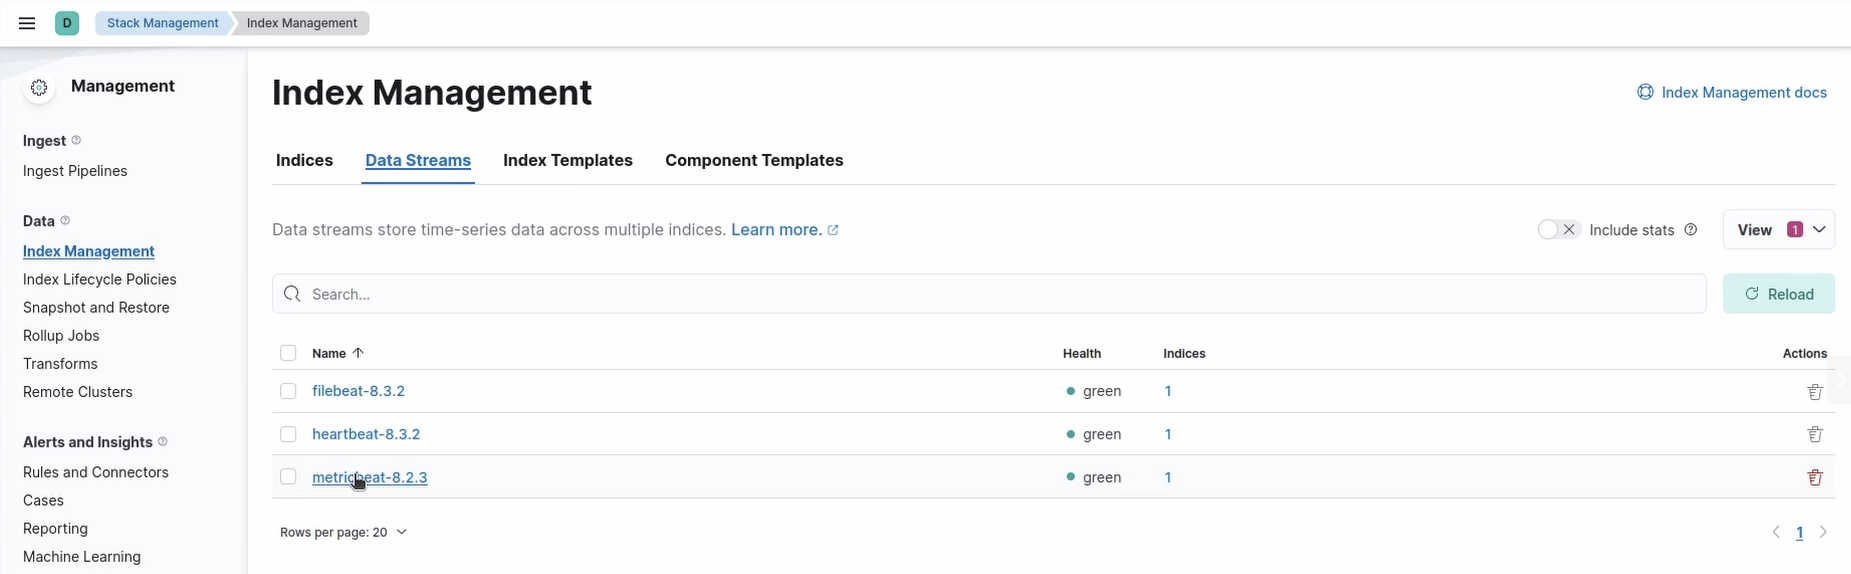 D Stack Management Index Management
Management
Ingest
Ingest Pipelines
Data
Index Management
Index Lifecycle Policies
Snapshot and Restore
Rollup Jobs
Transforms
Remote Clusters
Alerts and Insights
Rules and Connectors
Cases
Reporting
Machine Learning
Index Management
Index Management docs
Indices Data Streams Index Templates Component Templates
Data streams store time-series data across multiple indices. Learn more.
Include stats
View 1
Search...
Reload
Name Health Indices Actions
filebeat-8.3.2 green 1
heartbeat-8.3.2 green 1
metricbeat-8.2.3 green 1
Rows per page: 20
1